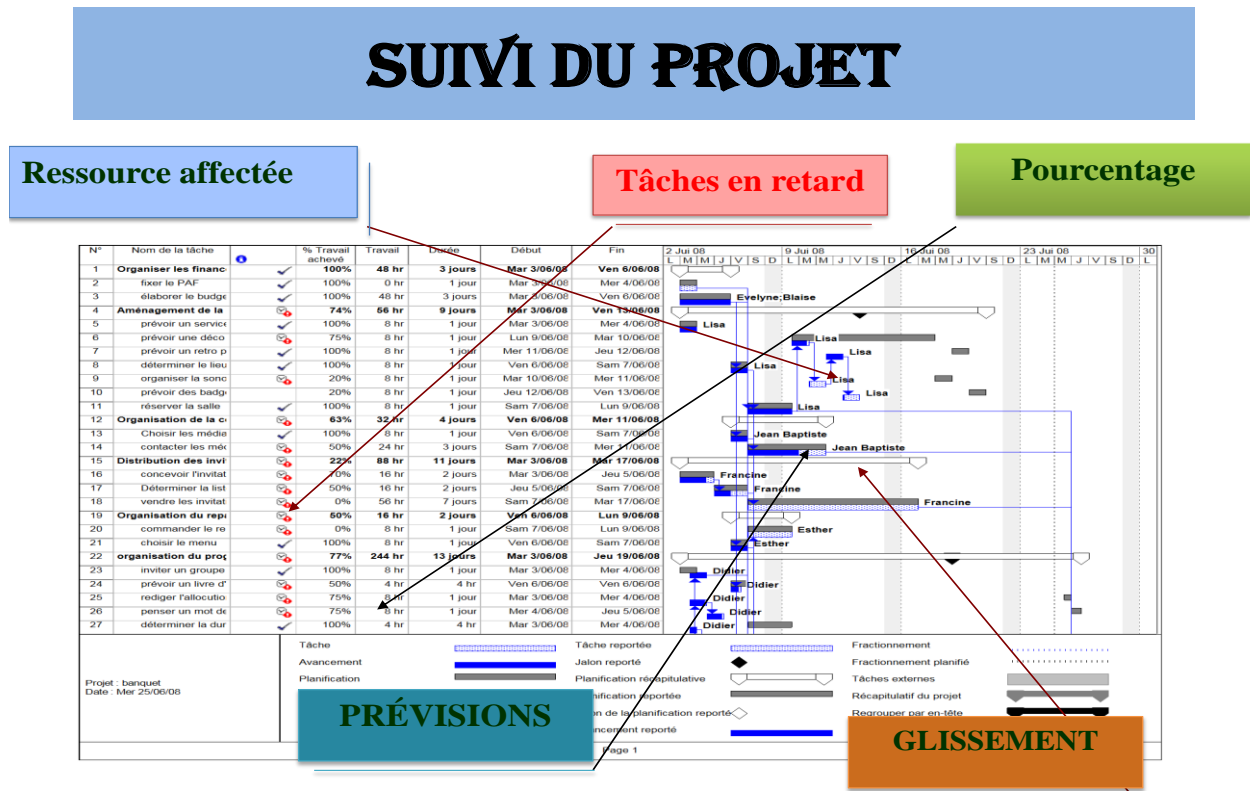 SUIVI DU PROJET
Ressource affectée
Tâches en retard
Pourcentage
N° Nom de la tâche % Travail achevé Travail Durée Début Fin 2 Jui 08 9 Jui 08 16 Jui 08 23 Jui 08 30
L M M J V S D L M M J V S D L M M J V S D L M M J V S D L
1 Organiser les financ 100% 48 hr 3 jours Mar 3/06/08 Ven 6/06/08
2 fixer le PAF 100% 0 hr 1 jour Mar 3/06/08 Mer 4/06/08
3 élaborer le budge 100% 48 hr 3 jours Mar 3/06/08 Ven 6/06/08 Evelyne;Blaise
4 Aménagement de la 74% 56 hr 9 jours Mar 3/06/08 Ven 13/06/08
5 prévoir un service 100% 8 hr 1 jour Mar 3/06/08 Mer 4/06/08 Lisa
6 prévoir une déco 75% 8 hr 1 jour Lun 9/06/08 Mar 10/06/08 Lisa
7 prévoir un retro p 100% 8 hr 1 jour Mer 11/06/08 Jeu 12/06/08 Lisa
8 déterminer le lieu 100% 8 hr 1 jour Ven 6/06/08 Sam 7/06/08 Lisa
9 organiser la sono 20% 8 hr 1 jour Mar 10/06/08 Mer 11/06/08 Lisa
10 prévoir des badg 20% 8 hr 1 jour Jeu 12/06/08 Ven 13/06/08 Lisa
11 réserver la salle 100% 8 hr 1 jour Sam 7/06/08 Lun 9/06/08 Lisa
12 Organisation de la c 63% 32 hr 4 jours Ven 6/06/08 Mer 11/06/08
13 Choisir les média 100% 8 hr 1 jour Ven 6/06/08 Sam 7/06/08 Jean Baptiste
14 contacter les méd 50% 24 hr 3 jours Sam 7/06/08 Mer 11/06/08 Jean Baptiste
15 Distribution des invi 22% 88 hr 11 jours Mar 3/06/08 Mar 17/06/08
16 concevoir l'invitat 70% 16 hr 2 jours Mar 3/06/08 Jeu 5/06/08 Francine
17 Déterminer la list 50% 16 hr 2 jours Jeu 5/06/08 Sam 7/06/08 Francine
18 vendre les invitat 0% 56 hr 7 jours Sam 7/06/08 Mar 17/06/08 Francine
19 Organisation du repa 50% 16 hr 2 jours Ven 6/06/08 Lun 9/06/08
20 commander le re 0% 8 hr 1 jour Sam 7/06/08 Lun 9/06/08 Esther
21 choisir le menu 100% 8 hr 1 jour Ven 6/06/08 Sam 7/06/08 Esther
22 organisation du prog 77% 244 hr 13 jours Mar 3/06/08 Jeu 19/06/08
23 inviter un groupe 100% 8 hr 1 jour Mar 3/06/08 Mer 4/06/08 Didier
24 prévoir un livre d' 50% 4 hr 4 hr Ven 6/06/08 Ven 6/06/08 Didier
25 rediger l'allocutio 75% 8 hr 1 jour Mar 3/06/08 Mer 4/06/08 Didier
26 penser un mot de 75% 8 hr 1 jour Mer 4/06/08 Jeu 5/06/08 Didier
27 déterminer la dur 100% 4 hr 4 hr Mar 3/06/08 Mer 4/06/08 Didier
Projet : banquet
Date : Mer 25/06/08
Tâche Tâche reportée Fractionnement
Avancement Jalon reporté Fractionnement planifié
Planification Planification récapitulative Tâches externes
nification reportée Récapitulatif du projet
on de la planification reporté Regrouper par en-tête
ncement reporté
PRÉVISIONS
GLISSEMENT
Page 1